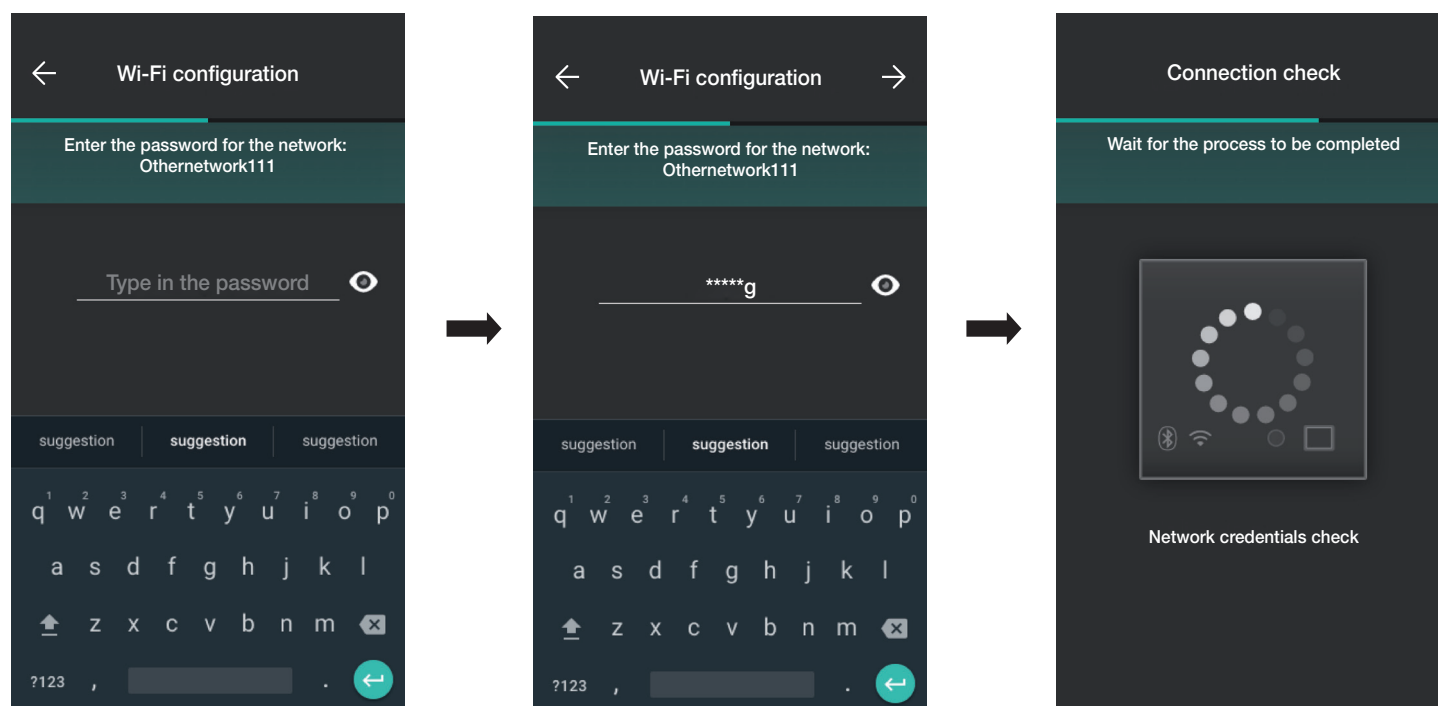 Wi-Fi configuration
Enter the password for the network:
Othernetwork111
Type in the password
suggestion suggestion suggestion
1 2 3 4 5 6 7 8 9 0
q w e r t y u i o p
a s d f g h j k l
z x c v b n m
?123 , .
Wi-Fi configuration
Enter the password for the network:
Othernetwork111
*****g
suggestion suggestion suggestion
1 2 3 4 5 6 7 8 9 0
q w e r t y u i o p
a s d f g h j k l
z x c v b n m
?123 , .
Connection check
Wait for the process to be completed
Network credentials check